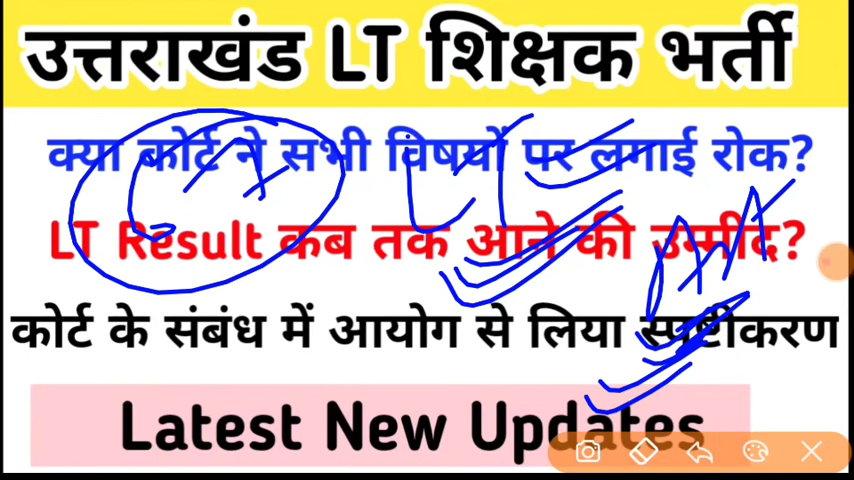 उत्तराखंड LT शिक्षक भर्ती
क्या कोर्ट ने सभी विषयों पर लगाई रोक?
LT Result कब तक आने की उम्मीद?
कोर्ट के संबंध में आयोग से लिया स्पष्टीकरण
Latest New Updates